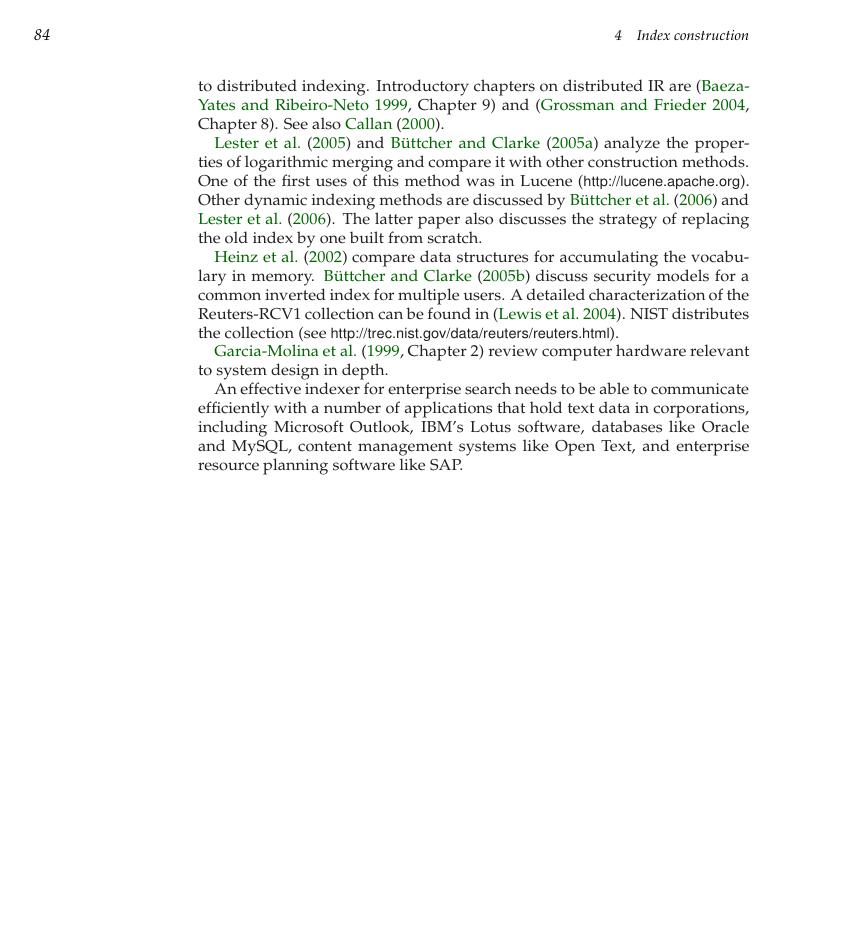 84
4 Index construction
to distributed indexing. Introductory chapters on distributed IR are (Baeza-
Yates and Ribeiro-Neto 1999, Chapter 9) and (Grossman and Frieder 2004,
Chapter 8). See also Callan (2000).
Lester et al. (2005) and Büttcher and Clarke (2005a) analyze the proper-
ties of logarithmic merging and compare it with other construction methods.
One of the first uses of this method was in Lucene (http://lucene.apache.org).
Other dynamic indexing methods are discussed by Büttcher et al. (2006) and
Lester et al. (2006). The latter paper also discusses the strategy of replacing
the old index by one built from scratch.
Heinz et al. (2002) compare data structures for accumulating the vocabu-
lary in memory. Büttcher and Clarke (2005b) discuss security models for a
common inverted index for multiple users. A detailed characterization of the
Reuters-RCV1 collection can be found in (Lewis et al. 2004). NIST distributes
the collection (see http://trec.nist.gov/data/reuters/reuters.html).
Garcia-Molina et al. (1999, Chapter 2) review computer hardware relevant
to system design in depth.
An effective indexer for enterprise search needs to be able to communicate
efficiently with a number of applications that hold text data in corporations,
including Microsoft Outlook, IBM's Lotus software, databases like Oracle
and MySQL, content management systems like Open Text, and enterprise
resource planning software like SAP.